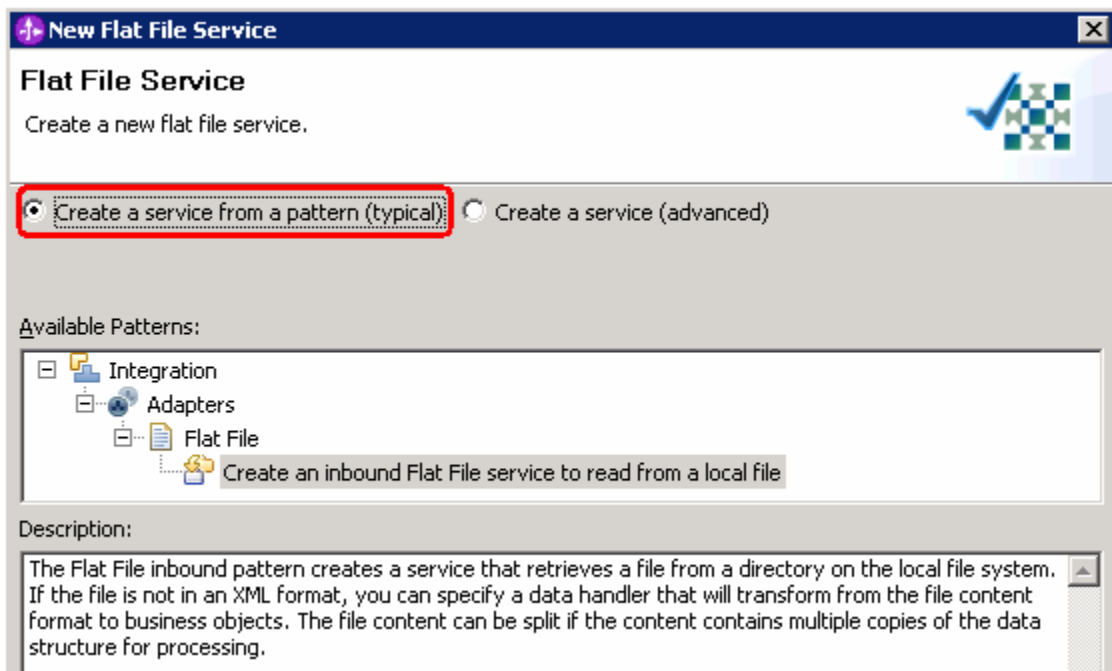 New Flat File Service
Flat File Service
Create a new flat file service.
Create a service from a pattern (typical) Create a service (advanced)
Available Patterns:
Integration
Adapters
Flat File
Create an inbound Flat File service to read from a local file
Description:
The Flat File inbound pattern creates a service that retrieves a file from a directory on the local file system.
If the file is not in an XML format, you can specify a data handler that will transform from the file content
format to business objects. The file content can be split if the content contains multiple copies of the data
structure for processing.